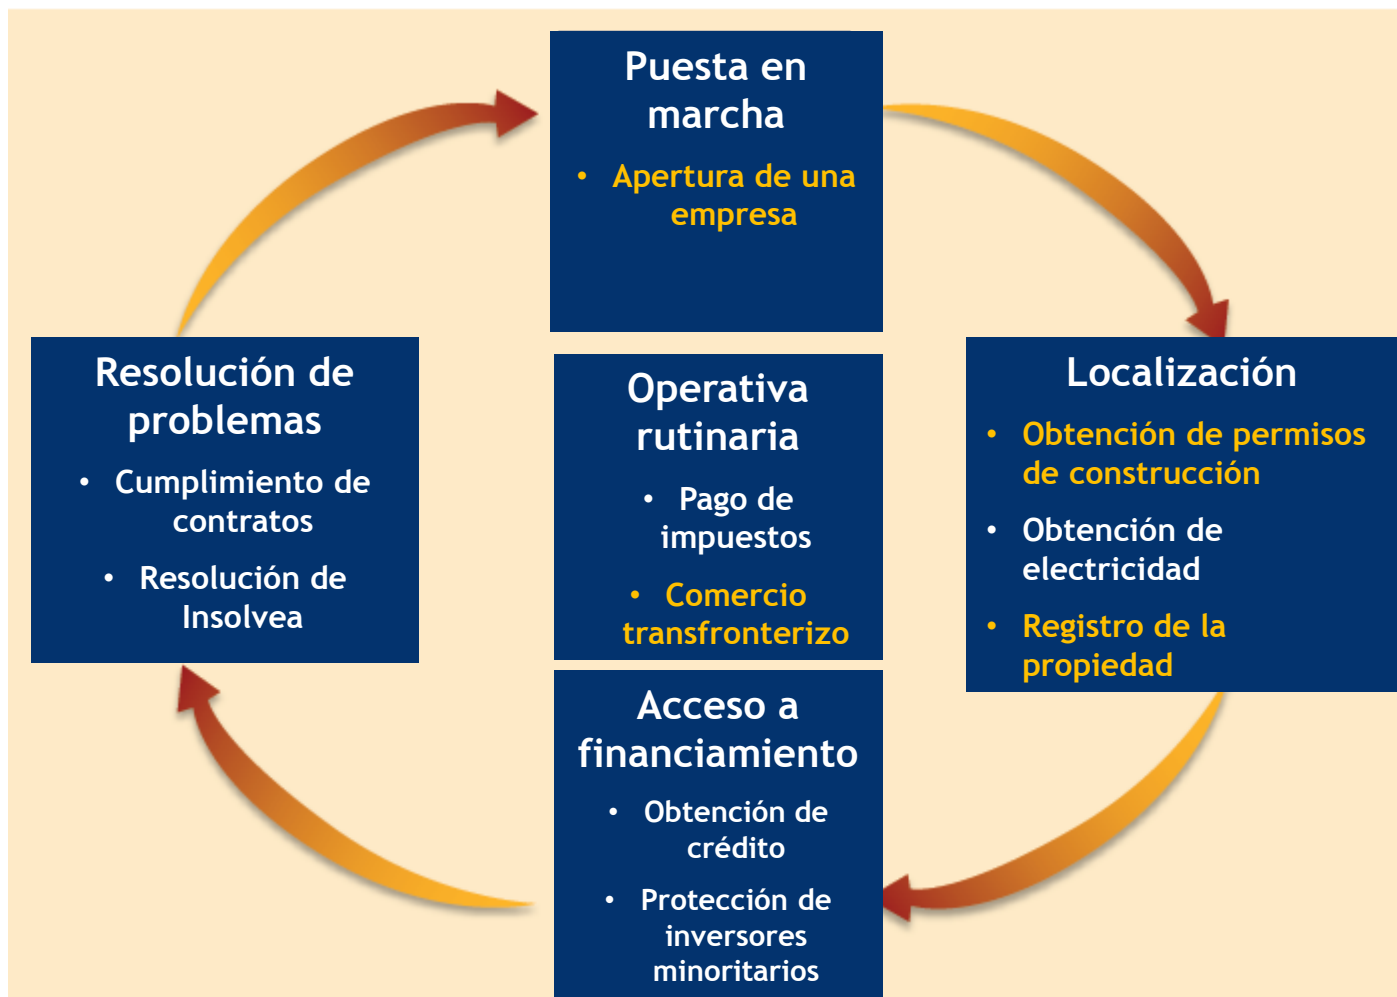 Puesta en
marcha
• Apertura de una
empresa
Resolución de
problemas
• Cumplimiento de
contratos
• Resolución de
Insolvea
Operativa
rutinaria
• Pago de
impuestos
• Comercio
transfronterizo
Localización
• Obtención de permisos
de construcción
• Obtención de
electricidad
• Registro de la
propiedad
Acceso a
financiamiento
• Obtención de
crédito
• Protección de
inversores
minoritarios